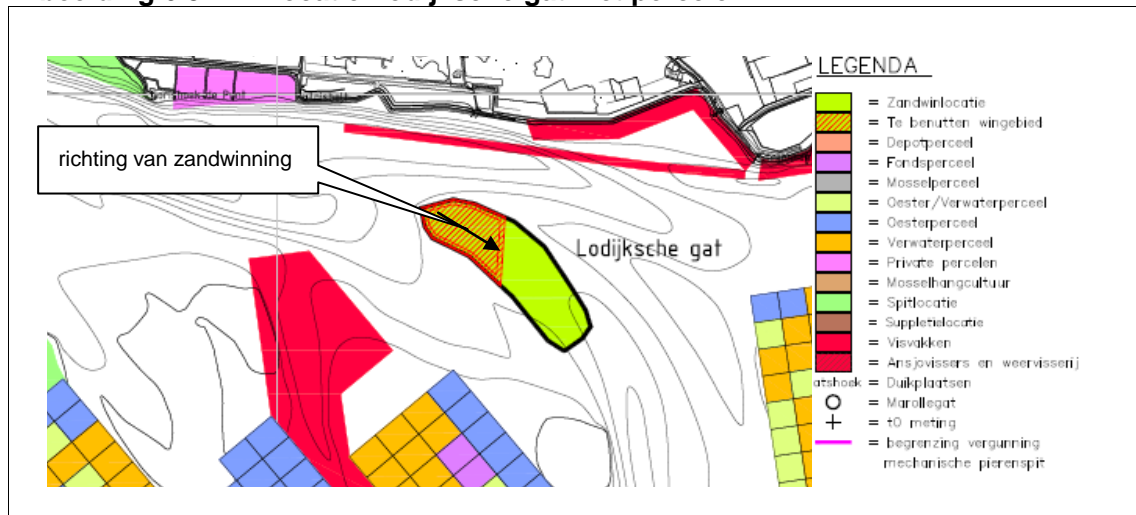 LEGENDA
= Zandwinlocatie
= Te benutten wingebied
= Depotperceel
= Fondsperceel
= Mosselperceel
= Oester/Verwaterperceel
= Oesterperceel
= Verwaterperceel
= Private percelen
= Mosselhangcultuur
= Spitlocatie
= Suppletielocatie
= Visvakken
= Ansjovissers en weervisserij
atshoek = Duikplaatsen
= Marollegat
+ = t0 meting
= begrenzing vergunning
mechanische pierenspit
richting van zandwinning
Lodijksche gat